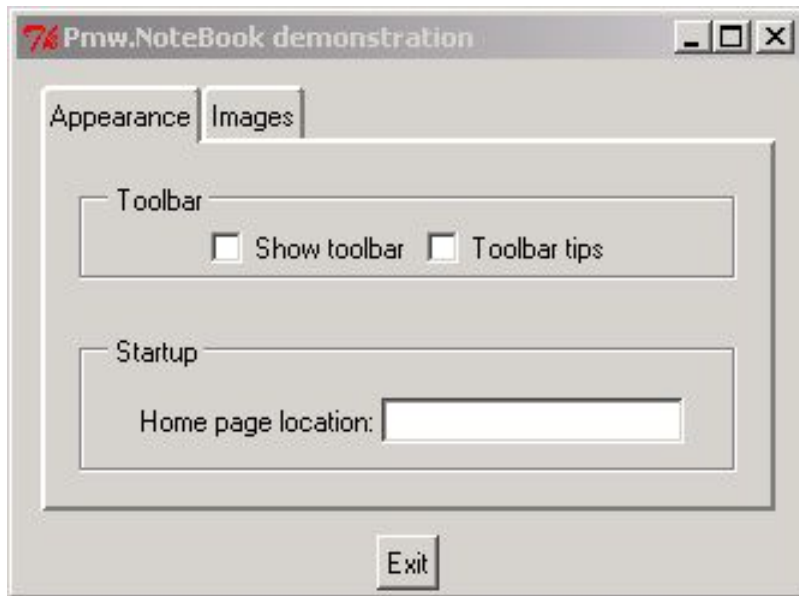 Pmw.NoteBook demonstration
Appearance Images
Toolbar
Show toolbar Toolbar tips
Startup
Home page location:
Exit